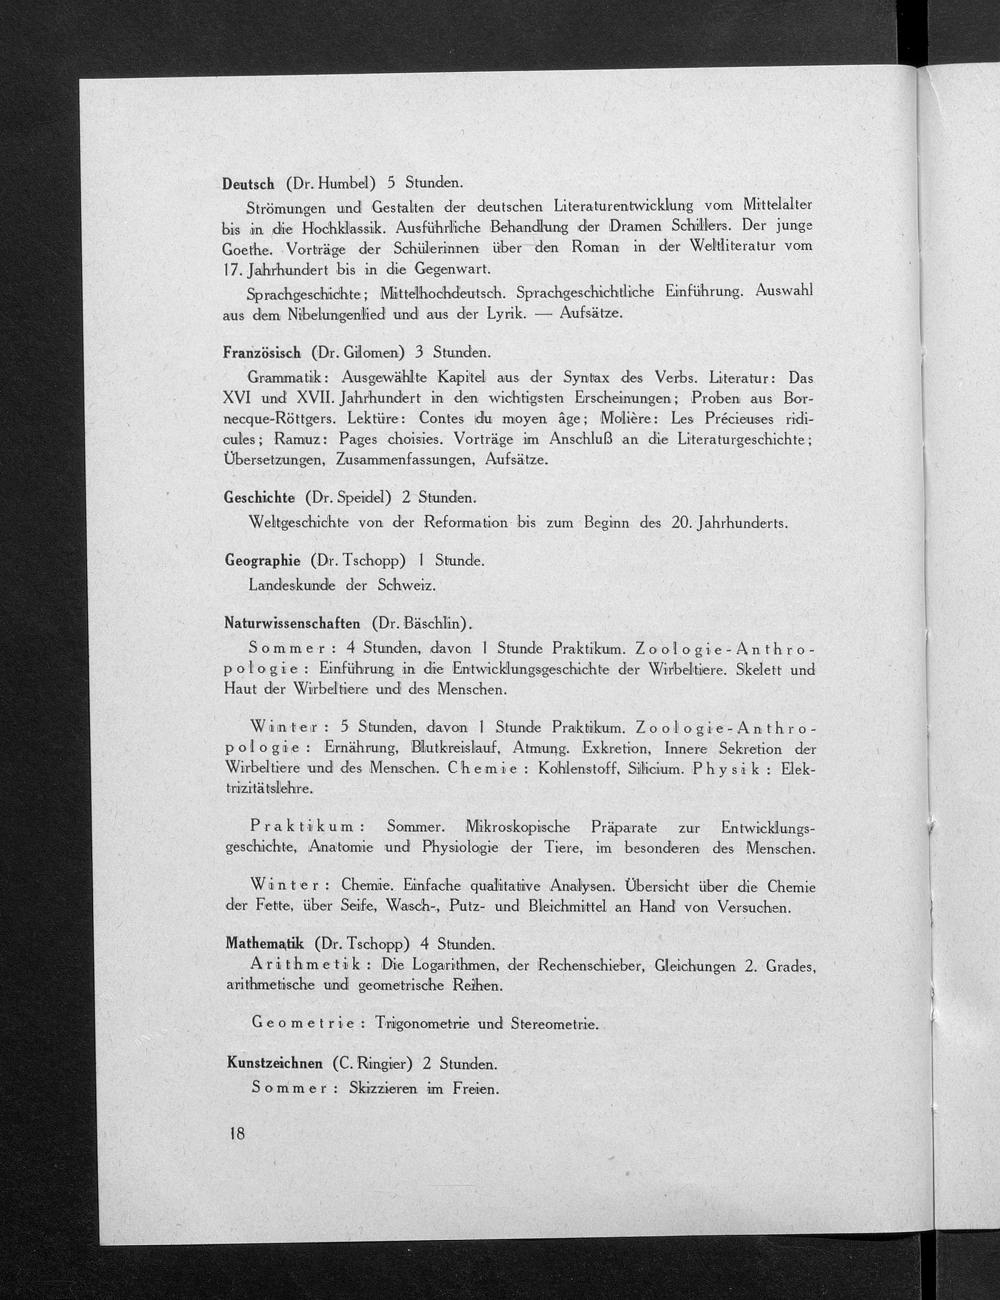 Deutsch (Dr. Humbel) 5 Stunden.
Strömungen und Gestalten der deutschen Literaturentwicklung vom Mittelalter
bis in die Hochklassik. Ausführliche Behandlung der Dramen Schillers. Der junge
Goethe. Vorträge der Schülerinnen über den Roman in der Weltliteratur vom
17. Jahrhundert bis in die Gegenwart.
Sprachgeschichte; Mittelhochdeutsch. Sprachgeschichtliche Einführung. Auswahl
aus dem Nibelungenlied und aus der Lyrik. — Aufsätze.
Französisch (Dr. Gilomen) 3 Stunden.
Grammatik: Ausgewählte Kapitel aus der Syntax des Verbs. Literatur: Das
XVI und XVII. Jahrhundert in den wichtigsten Erscheinungen; Proben aus Bor-
necque-Röttgers. Lektüre: Contes du moyen âge; Molière: Les Précieuses ridi-
cules; Ramuz: Pages choisies. Vorträge im Anschluß an die Literaturgeschichte;
Übersetzungen, Zusammenfassungen, Aufsätze.
Geschichte (Dr. Speidel) 2 Stunden.
Weltgeschichte von der Reformation bis zum Beginn des 20. Jahrhunderts.
Geographie (Dr. Tschopp) 1 Stunde.
Landeskunde der Schweiz.
Naturwissenschaften (Dr. Bäschlin).
Sommer: 4 Stunden, davon 1 Stunde Praktikum. Zoologie-Anthro-
pologie: Einführung in die Entwicklungsgeschichte der Wirbeltiere. Skelett und
Haut der Wirbeltiere und des Menschen.
Winter: 5 Stunden, davon 1 Stunde Praktikum. Zoologie-Anthro-
pologie: Ernährung, Blutkreislauf, Atmung. Exkretion, Innere Sekretion der
Wirbeltiere und des Menschen. Chemie: Kohlenstoff, Silicium. Physik: Elek-
trizitätslehre.
Praktikum: Sommer. Mikroskopische Präparate zur Entwicklungs-
geschichte, Anatomie und Physiologie der Tiere, im besonderen des Menschen.
Winter: Chemie. Einfache qualitative Analysen. Übersicht über die Chemie
der Fette, über Seife, Wasch-, Putz- und Bleichmittel an Hand von Versuchen.
Mathematik (Dr. Tschopp) 4 Stunden.
Arithmetik: Die Logarithmen, der Rechenschieber, Gleichungen 2. Grades,
arithmetische und geometrische Reihen.
Geometrie: Trigonometrie und Stereometrie.
Kunstzeichnen (C. Ringier) 2 Stunden.
Sommer: Skizzieren im Freien.
18